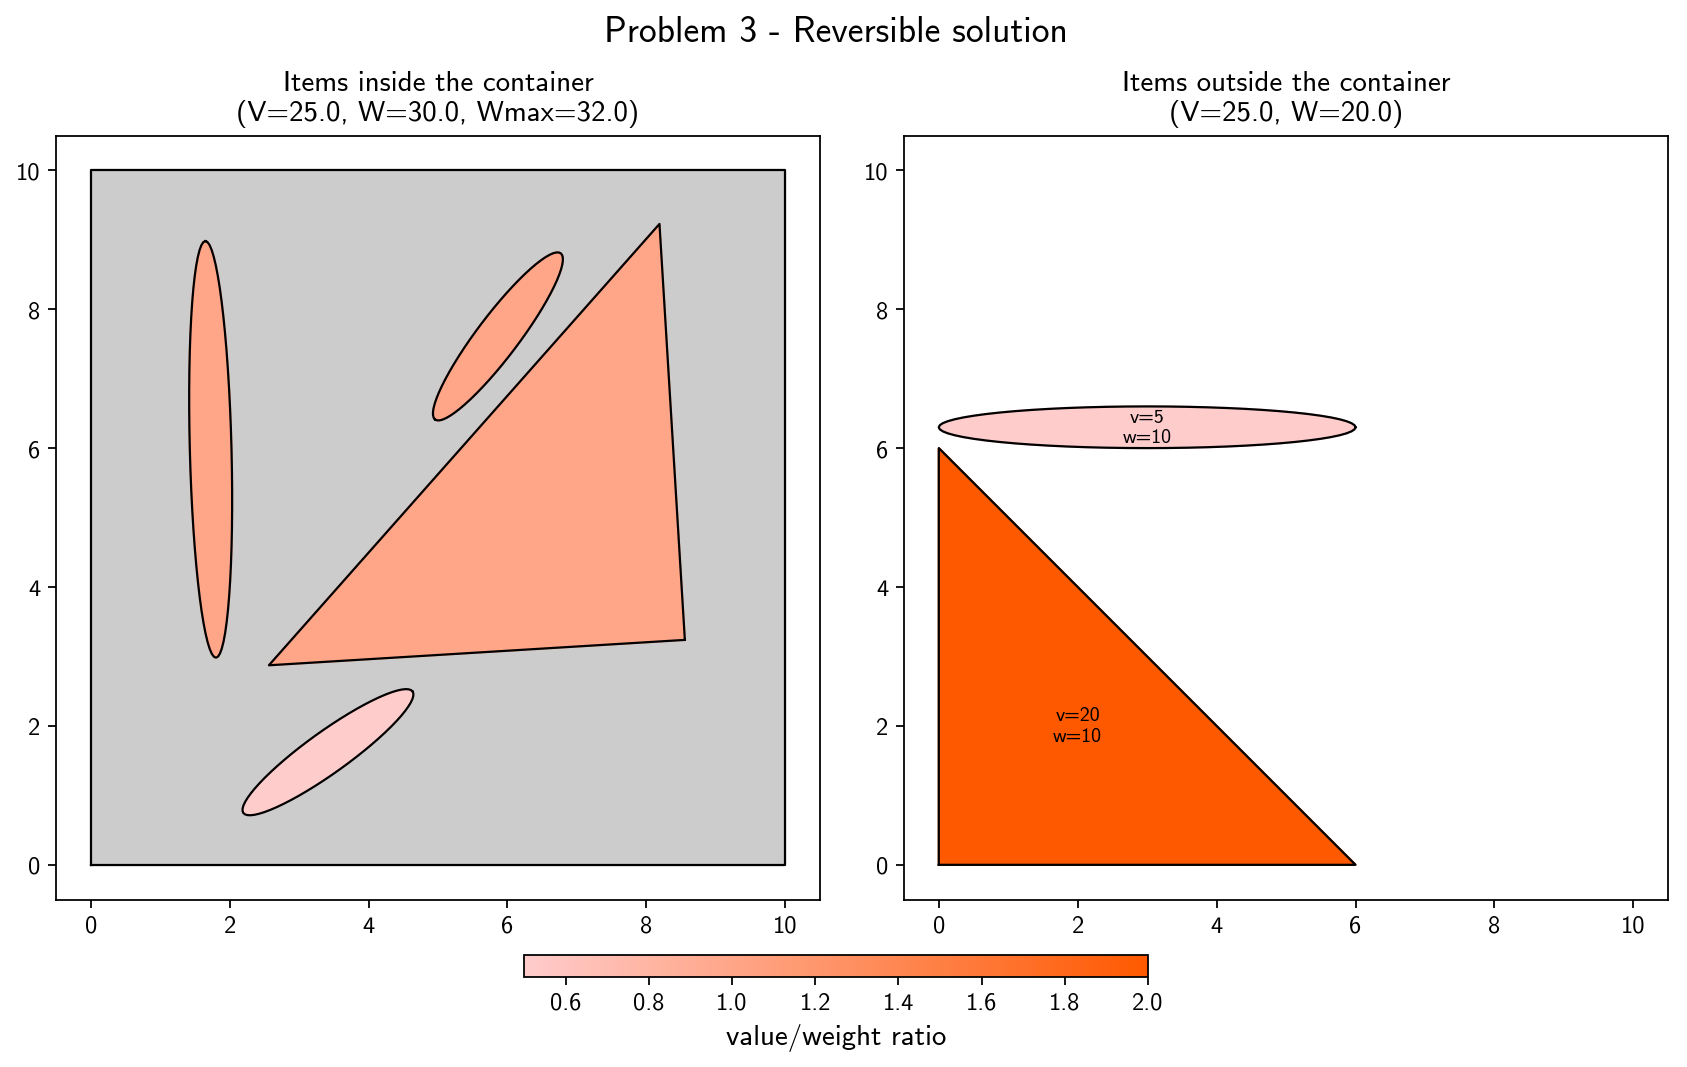 Problem 3 - Reversible solution
Items inside the container
(V=25.0, W=30.0, Wmax=32.0)
10
8
6
4
2
0
0 2 4 6 8 10
Items outside the container
(V=25.0, W=20.0)
10
8
6
4
2
0
v=5
w=10
v=20
w=10
0 2 4 6 8 10
0.6 0.8 1.0 1.2 1.4 1.6 1.8 2.0
value/weight ratio